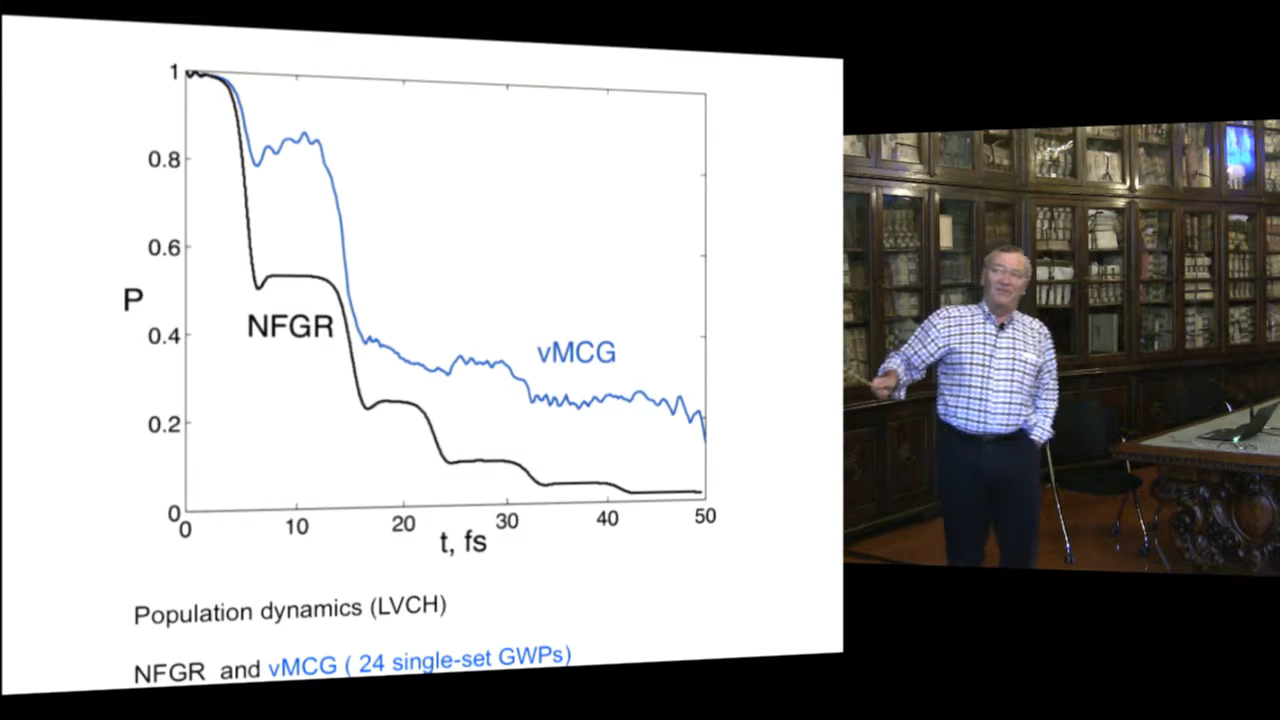 1
0.8
0.6
P
NFGR
0.4
vMCG
0.2
0
0 10 20 30 40 50
t, fs
Population dynamics (LVCH)
NFGR and vMCG ( 24 single-set GWPs)